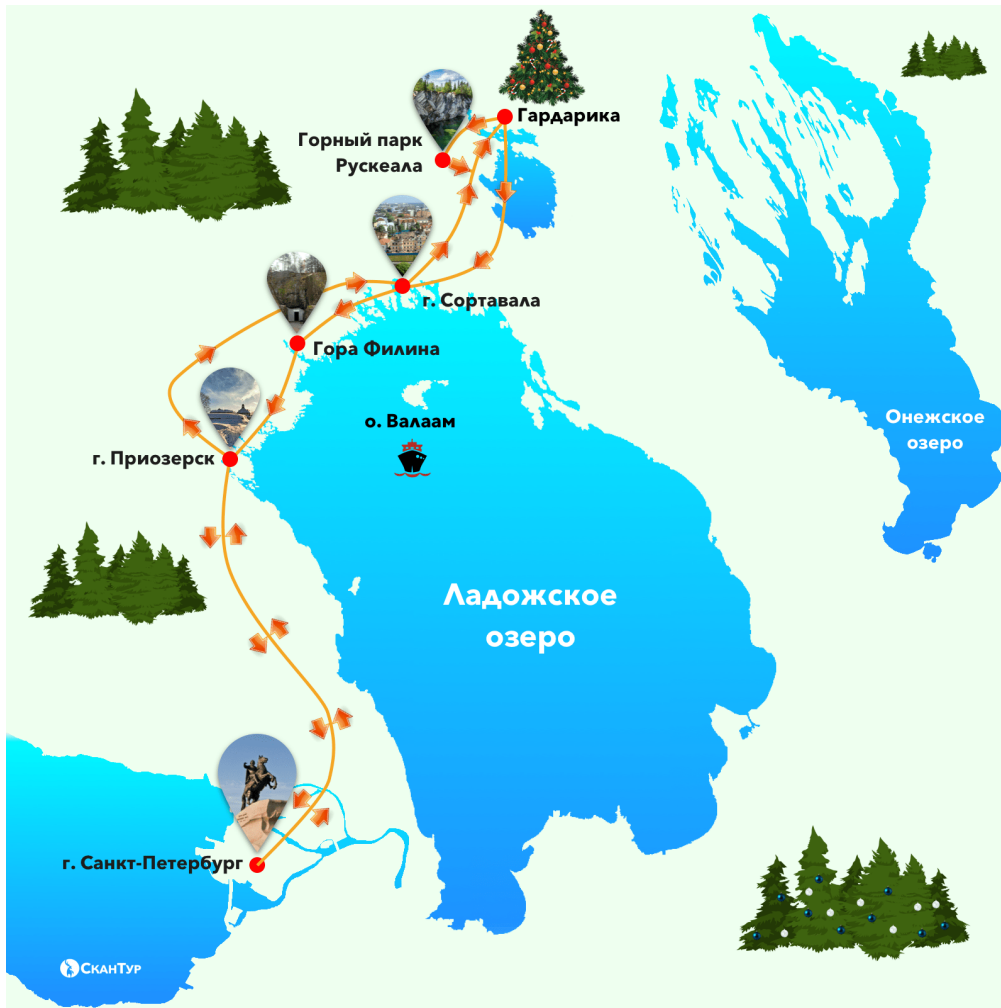 Гардарика
Горный парк
Рускеала
г. Сортавала
Гора Филина
о. Валаам
Онежское
озеро
г. Приозерск
Ладожское
озеро
г. Санкт-Петербург
СканТур